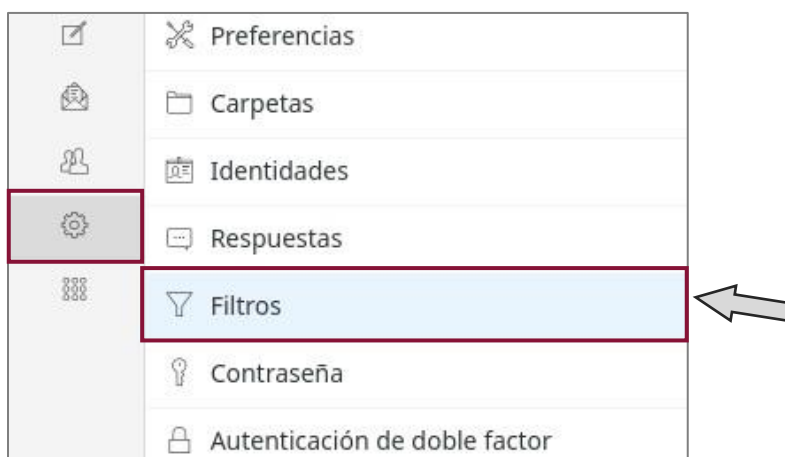 Preferencias
Carpetas
Identidades
Respuestas
Filtros
Contraseña
Autenticación de doble factor